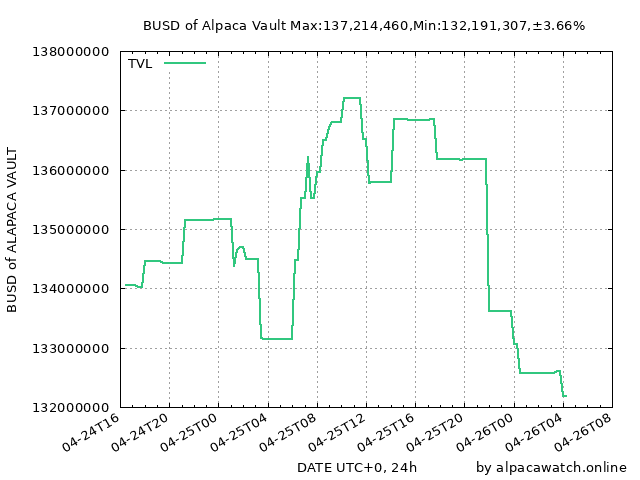 BUSD of Alpaca Vault Max:137,214,460,Min:132,191,307,±3.66%
138000000
TVL
137000000
136000000
135000000
134000000
133000000
132000000
BUSD of ALAPACA VAULT
04-24T16
04-24T20
04-25T00
04-25T04
04-25T08
04-25T12
04-25T16
04-25T20
04-26T00
04-26T04
04-26T08
DATE UTC+0, 24h
by alpacawatch.online